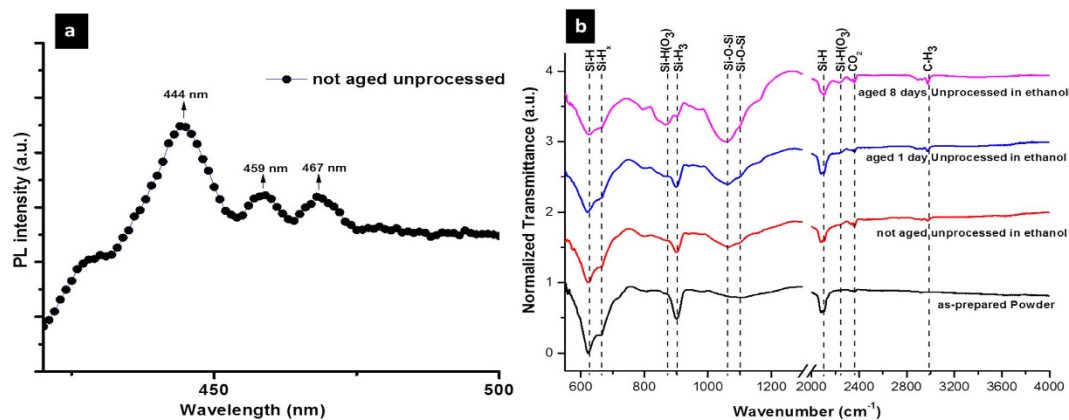 a
not aged unprocessed
444 nm
459 nm
467 nm
PL intensity (a.u.)
450
500
Wavelength (nm)
b
Si-H
Si-Hₓ
Si-H(O₃)
Si-H₃
Si-O-Si
Si-O-Si
Si-H
Si-H(O₃)
CO₂
C-H₃
4
3
2
1
0
Normalized Transmittance (a.u.)
aged 8 days Unprocessed in ethanol
aged 1 day Unprocessed in ethanol
not aged unprocessed in ethanol
as-prepared Powder
600
800
1000
1200
2000
2400
2800
3200
3600
4000
Wavenumber (cm⁻¹)